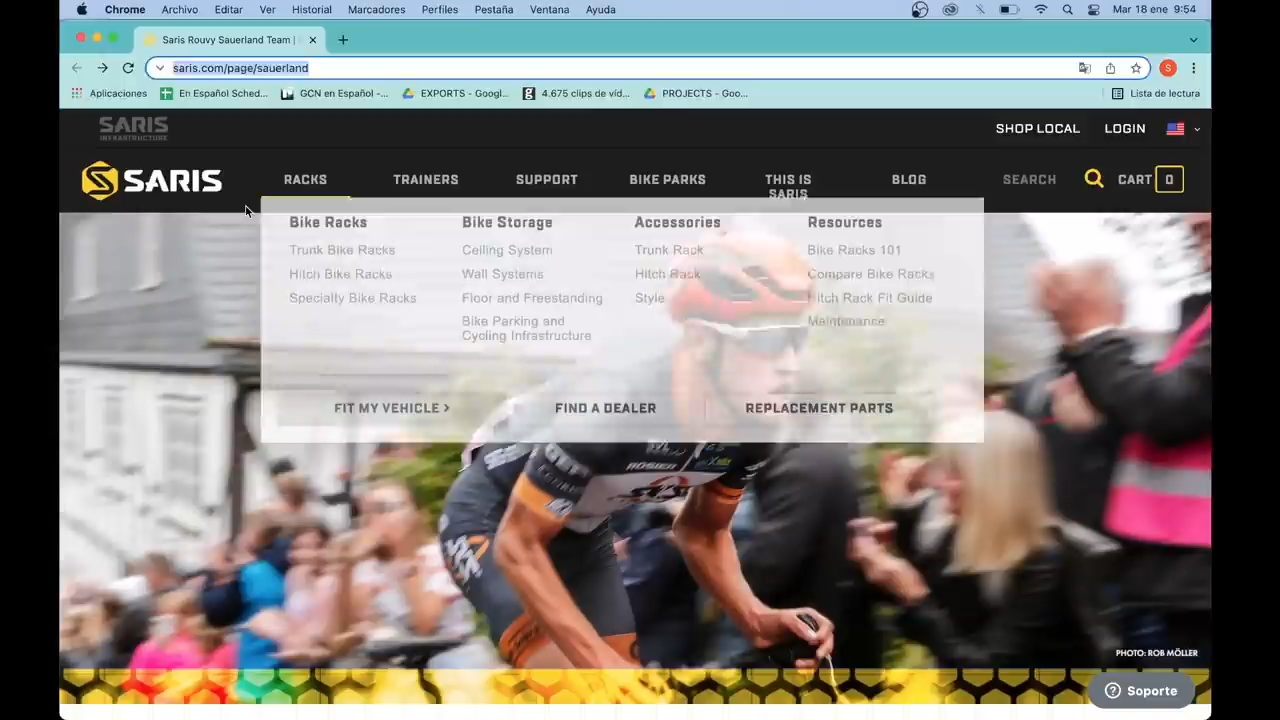 Chrome Archivo Editar Ver Historial Marcadores Perfiles Pestaña Ventana Ayuda Mar 18 ene 9:54
Saris Rouvy Sauerland Team |
saris.com/page/sauerland
S
Aplicaciones En Español Sched... GCN en Español -... EXPORTS - Googl... 4.675 clips de víd... PROJECTS - Goo... Lista de lectura
SARIS
INFRASTRUCTURE
SHOP LOCAL LOGIN
SARIS
RACKS TRAINERS SUPPORT BIKE PARKS THIS IS SARIS BLOG SEARCH CART 0
Bike Racks
Trunk Bike Racks
Hitch Bike Racks
Specialty Bike Racks
Bike Storage
Ceiling System
Wall Systems
Floor and Freestanding
Bike Parking and
Cycling Infrastructure
Accessories
Trunk Rack
Hitch Rack
Style
Resources
Bike Racks 101
Compare Bike Racks
Hitch Rack Fit Guide
Maintenance
FIT MY VEHICLE > FIND A DEALER REPLACEMENT PARTS
ROSIER
PHOTO: ROB MÖLLER
Soporte